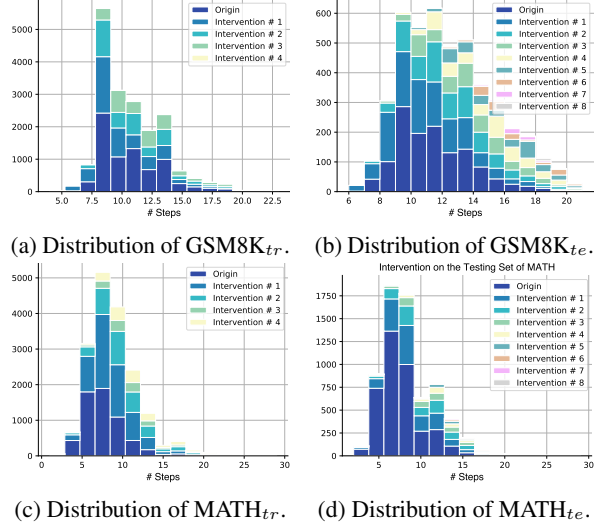 Origin
Intervention # 1
Intervention # 2
Intervention # 3
Intervention # 4
5000
4000
3000
2000
1000
0
5.0 7.5 10.0 12.5 15.0 17.5 20.0 22.5
# Steps
(a) Distribution of GSM8Ktr.
Origin
Intervention # 1
Intervention # 2
Intervention # 3
Intervention # 4
Intervention # 5
Intervention # 6
Intervention # 7
Intervention # 8
600
500
400
300
200
100
0
6 8 10 12 14 16 18 20
# Steps
(b) Distribution of GSM8Kte.
Origin
Intervention # 1
Intervention # 2
Intervention # 3
Intervention # 4
5000
4000
3000
2000
1000
0
0 5 10 15 20 25 30
# Steps
(c) Distribution of MATHtr.
Intervention on the Testing Set of MATH
Origin
Intervention # 1
Intervention # 2
Intervention # 3
Intervention # 4
Intervention # 5
Intervention # 6
Intervention # 7
Intervention # 8
1750
1500
1250
1000
750
500
250
0
5 10 15 20 25 30
# Steps
(d) Distribution of MATHte.